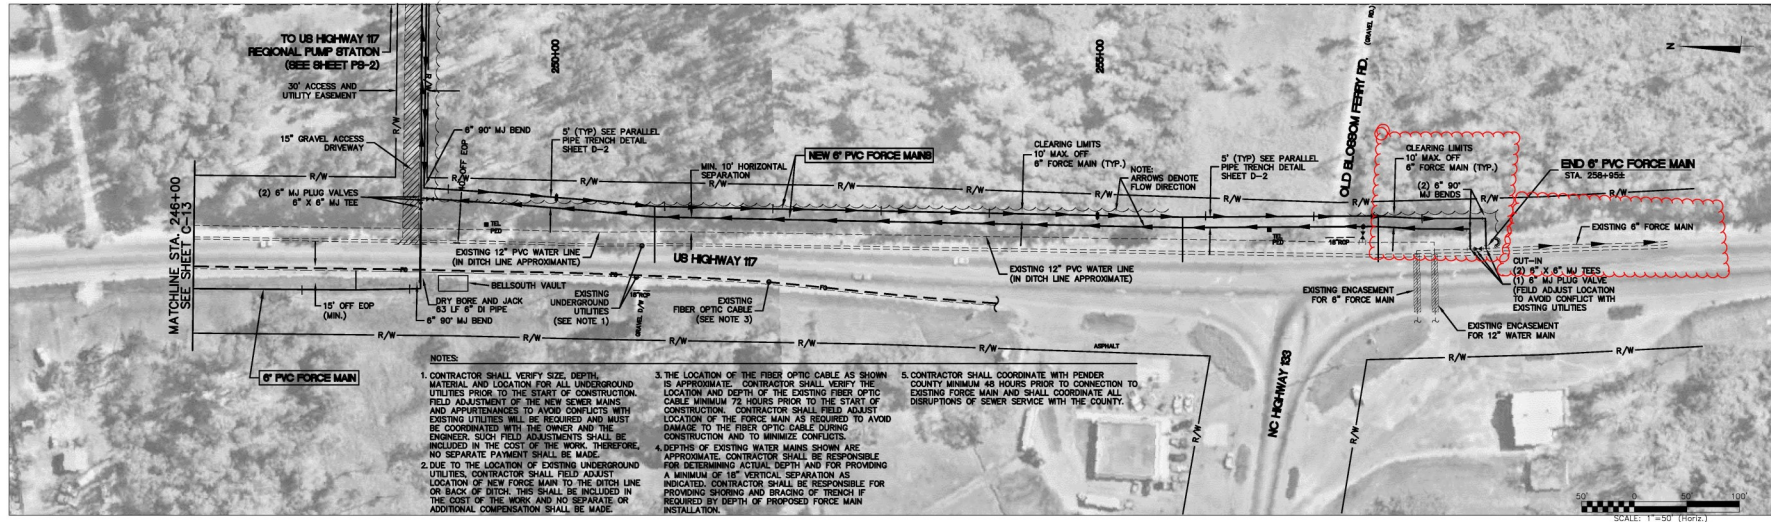 TO US HIGHWAY 117
REGIONAL PUMP STATION
(SEE SHEET PS-2)
30' ACCESS AND
UTILITY EASEMENT
15" GRAVEL ACCESS
DRIVEWAY
R/W
R/W
(2) 6" MJ PLUG VALVES
6" X 6" MJ TEE
MATCHLINE STA. 246+00
SEE SHEET C-13
R/W
6" 90° MJ BEND
R/W
10' OFF EOP
250+00
5' (TYP) SEE PARALLEL
PIPE TRENCH DETAIL
SHEET D-2
MIN. 10' HORIZONTAL
SEPARATION
NEW 6" PVC FORCE MAINS
R/W
R/W
R/W
R/W
R/W
R/W
255+00
CLEARING LIMITS
10' MAX. OFF
6" FORCE MAIN (TYP.)
NOTE:
ARROWS DENOTE
FLOW DIRECTION
5' (TYP) SEE PARALLEL
PIPE TRENCH DETAIL
SHEET D-2
OLD BLOSSOM FERRY RD.
(GRAVEL RD.)
N
CLEARING LIMITS
10' MAX. OFF
6" FORCE MAIN (TYP.)
(2) 6" 90°
MJ BENDS
END 6" PVC FORCE MAIN
STA. 258+95±
R/W
R/W
EXISTING 6" FORCE MAIN
TEL
PED
TEL
PED
18"RCP
EXISTING 12" PVC WATER LINE
(IN DITCH LINE APPROXIMANTE)
US HIGHWAY 117
EXISTING 12" PVC WATER LINE
(IN DITCH LINE APPROXIMATE)
CUT-IN
(2) 6" X 6" MJ TEES
(1) 6" MJ PLUG VALVE
(FEILD ADJUST LOCATION
TO AVOID CONFLICT WITH
EXISTING UTILITIES
FO
FO
FO
BELLSOUTH VAULT
15' OFF EOP
(MIN.)
DRY BORE AND JACK
63 LF 6" DI PIPE
6" 90° MJ BEND
EXISTING
UNDERGROUND
UTILITIES
(SEE NOTE 1)
18"RCP
GRAVEL D/W
EXISTING
FIBER OPTIC CABLE
(SEE NOTE 3)
EXISTING ENCASEMENT
FOR 6" FORCE MAIN
EXISTING ENCASEMENT
FOR 12" WATER MAIN
R/W
R/W
R/W
R/W
R/W
ASPHALT
R/W
R/W
R/W
R/W
R/W
NC HIGHWAY 133
6" PVC FORCE MAIN
NOTES:
1. CONTRACTOR SHALL VERIFY SIZE, DEPTH,
MATERIAL AND LOCATION FOR ALL UNDERGROUND
UTILITIES PRIOR TO THE START OF CONSTRUCTION.
FIELD ADJUSTMENT OF THE NEW SEWER MAINS
AND APPURTENANCES TO AVOID CONFLICTS WITH
EXISTING UTILITIES WILL BE REQUIRED AND MUST
BE COORDINATED WITH THE OWNER AND THE
ENGINEER. SUCH FIELD ADJUSTMENTS SHALL BE
INCLUDED IN THE COST OF THE WORK. THEREFORE,
NO SEPARATE PAYMENT SHALL BE MADE.
2. DUE TO THE LOCATION OF EXISTING UNDERGROUND
UTILITIES, CONTRACTOR SHALL FIELD ADJUST
LOCATION OF NEW FORCE MAIN TO THE DITCH LINE
OR BACK OF DITCH. THIS SHALL BE INCLUDED IN
THE COST OF THE WORK AND NO SEPARATE OR
ADDITIONAL COMPENSATION SHALL BE MADE.
3. THE LOCATION OF THE FIBER OPTIC CABLE AS SHOWN
IS APPROXIMATE. CONTRACTOR SHALL VERIFY THE
LOCATION AND DEPTH OF THE EXISTING FIBER OPTIC
CABLE MINIMUM 72 HOURS PRIOR TO THE START OF
CONSTRUCTION. CONTRACTOR SHALL FIELD ADJUST
LOCATION OF THE FORCE MAIN AS REQUIRED TO AVOID
DAMAGE TO THE FIBER OPTIC CABLE DURING
CONSTRUCTION AND TO MINIMIZE CONFLICTS.
4. DEPTHS OF EXISTING WATER MAINS SHOWN ARE
APPROXIMATE. CONTRACTOR SHALL BE RESPONSIBLE
FOR DETERMINING ACTUAL DEPTH AND FOR PROVIDING
A MINIMUM OF 18" VERTICAL SEPARATION AS
INDICATED. CONTRACTOR SHALL BE RESPONSIBLE FOR
PROVIDING SHORING AND BRACING OF TRENCH IF
REQUIRED BY DEPTH OF PROPOSED FORCE MAIN
INSTALLATION.
5. CONTRACTOR SHALL COORDINATE WITH PENDER
COUNTY MINIMUM 48 HOURS PRIOR TO CONNECTION TO
EXISTING FORCE MAIN AND SHALL COORDINATE ALL
DISRUPTIONS OF SEWER SERVICE WITH THE COUNTY.
50' 0 50' 100'
SCALE: 1"=50' (Horiz.)